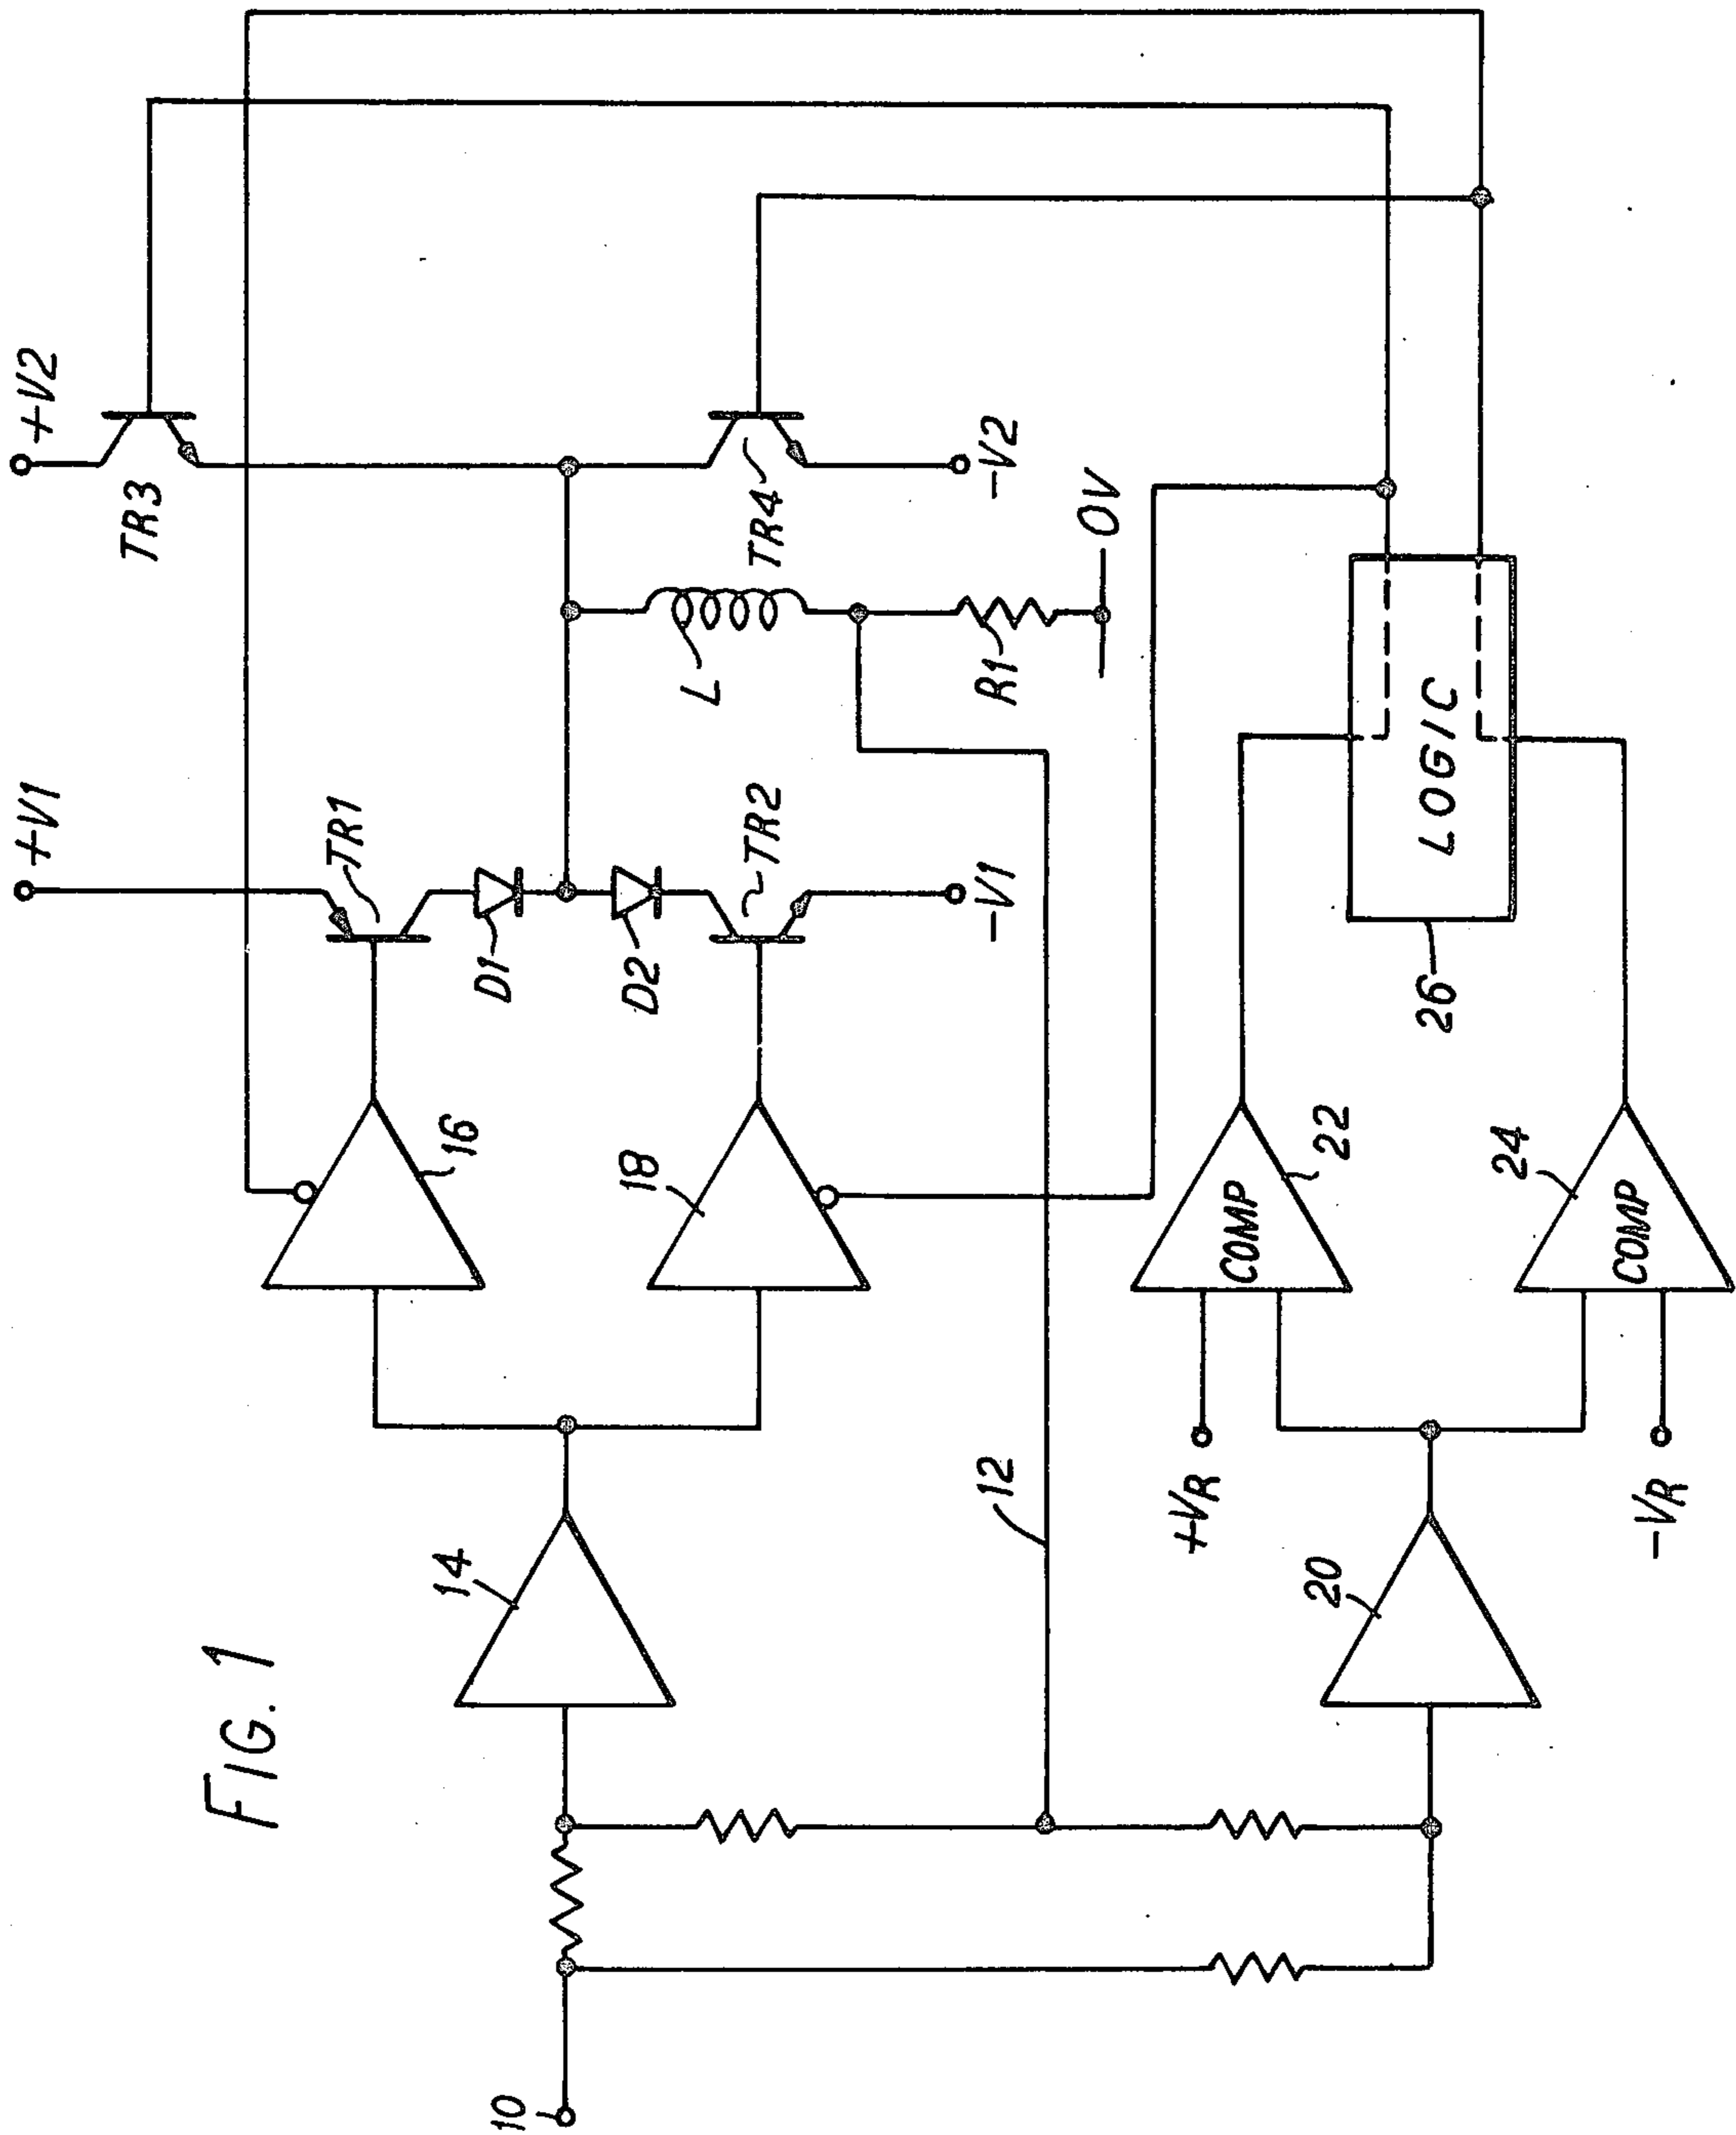 FIG. 1
+V1
+V2
TR1
TR3
16
D1
14
D2
TR2
L
TR4
18
-V1
-V2
10
R1
0V
12
+VR
COMP
22
20
LOGIC
26
24
COMP
-VR